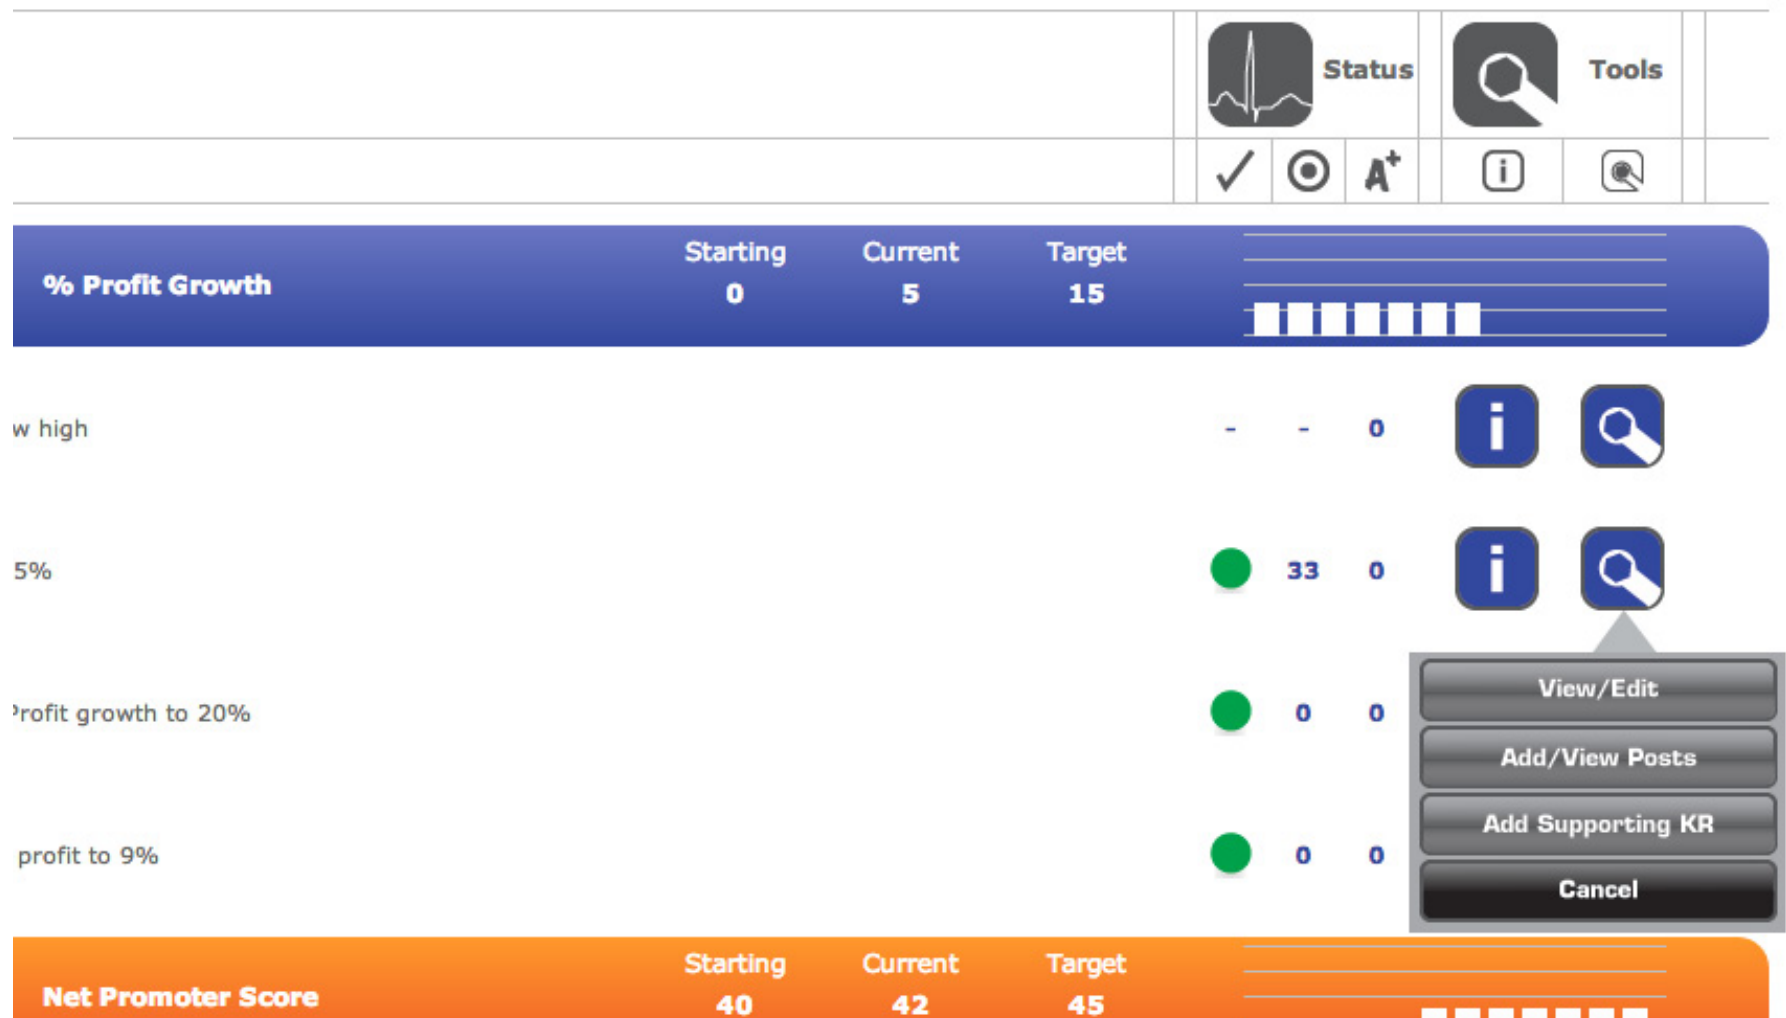 Status Tools
A+ i
Starting Current Target
% Profit Growth
0 5 15
w high - - 0 i
5% 33 0 i
View/Edit
Profit growth to 20% 0 0
Add/View Posts
Add Supporting KR
profit to 9% 0 0
Cancel
Starting Current Target
Net Promoter Score 40 42 45